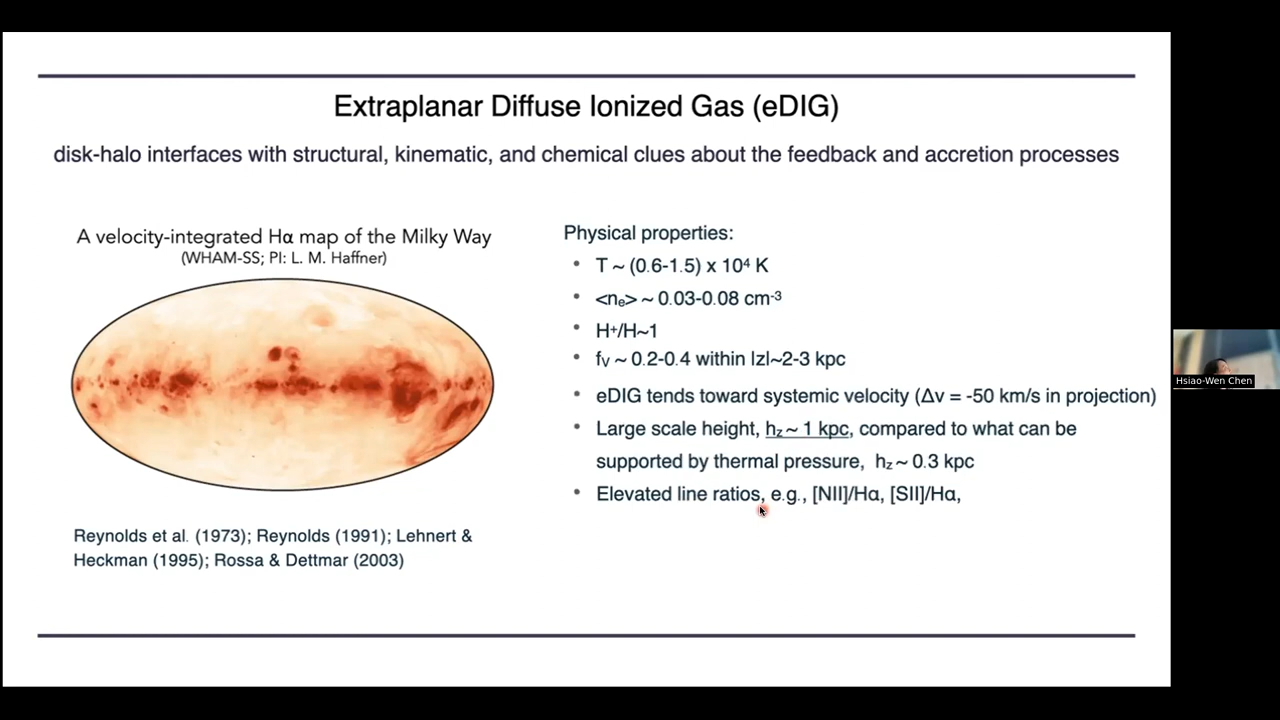 Extraplanar Diffuse Ionized Gas (eDIG)
disk-halo interfaces with structural, kinematic, and chemical clues about the feedback and accretion processes
A velocity-integrated Hα map of the Milky Way
(WHAM-SS; PI: L. M. Haffner)
Reynolds et al. (1973); Reynolds (1991); Lehnert &
Heckman (1995); Rossa & Dettmar (2003)
Physical properties:
• T ~ (0.6-1.5) x 10⁴ K
• <nₑ> ~ 0.03-0.08 cm⁻³
• H⁺/H~1
• fᵥ ~ 0.2-0.4 within |z|~2-3 kpc
• eDIG tends toward systemic velocity (Δv = -50 km/s in projection)
• Large scale height, h_z ~ 1 kpc, compared to what can be
supported by thermal pressure, h_z ~ 0.3 kpc
• Elevated line ratios, e.g., [NII]/Hα, [SII]/Hα,
Hsiao-Wen Chen